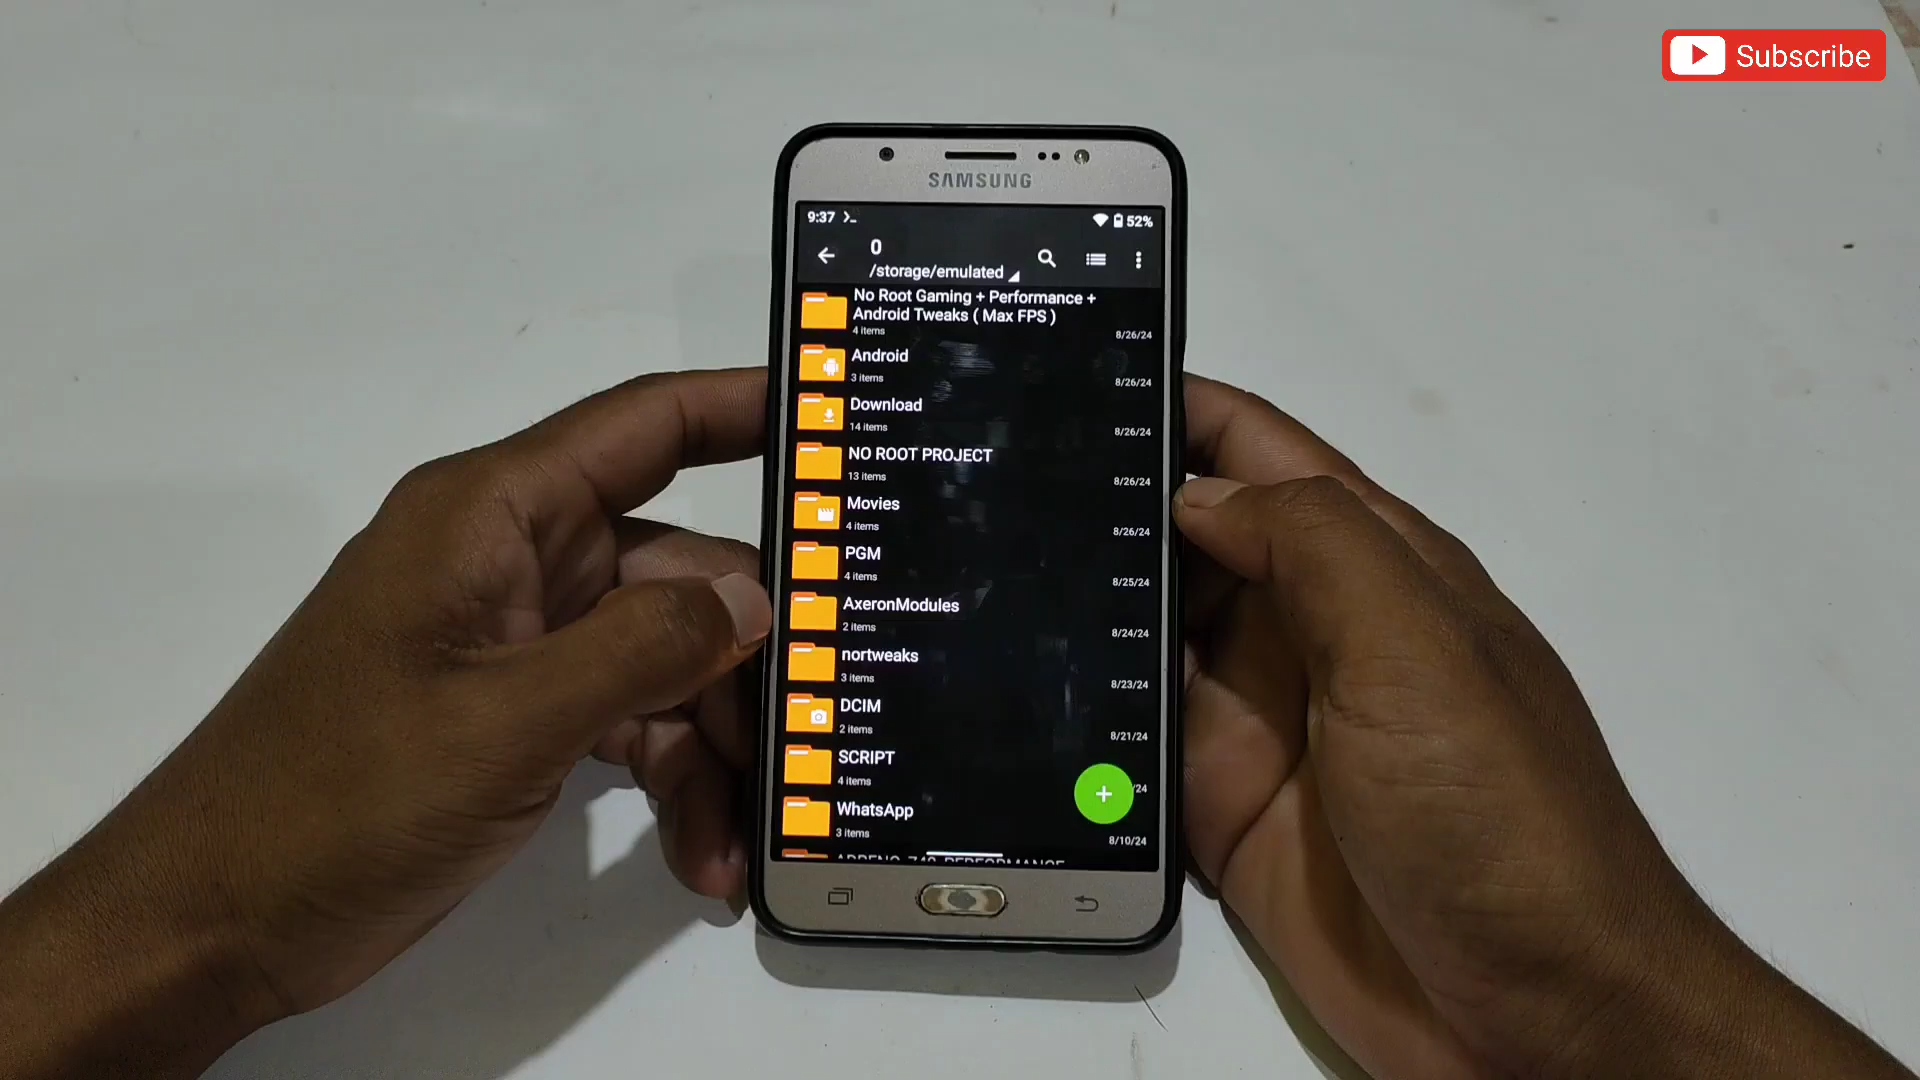 Subscribe
SAMSUNG
9:37
52%
0
/storage/emulated
No Root Gaming + Performance +
Android Tweaks ( Max FPS )
4 items
8/26/24
Android
3 items
8/26/24
Download
14 items
8/26/24
NO ROOT PROJECT
13 items
8/26/24
Movies
4 items
8/26/24
PGM
4 items
8/25/24
AxeronModules
2 items
8/24/24
nortweaks
3 items
8/23/24
DCIM
2 items
8/21/24
SCRIPT
4 items
/24
WhatsApp
3 items
8/10/24